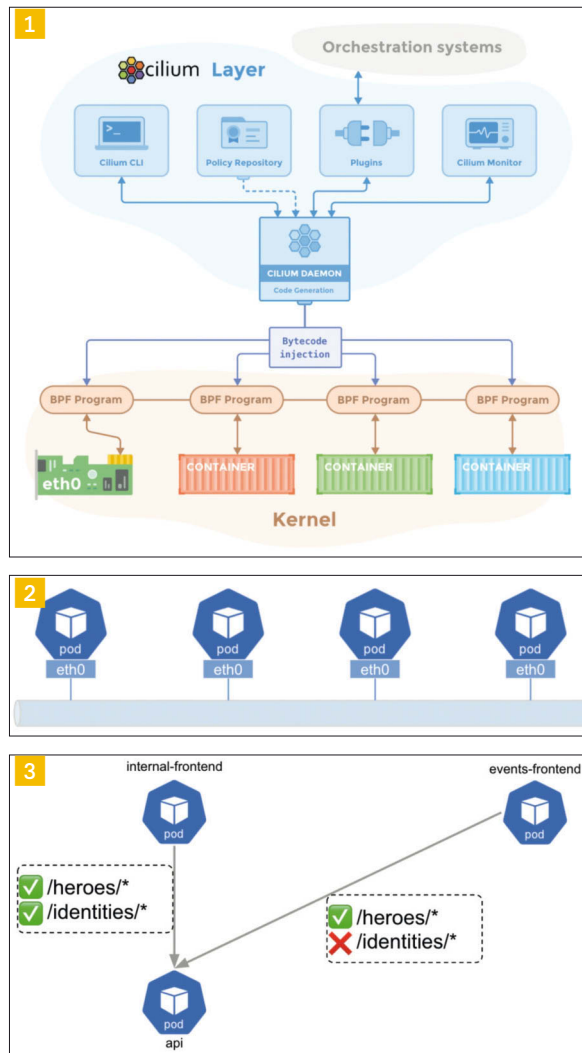 1
Orchestration systems
cilium Layer
>_
Cilium CLI
Policy Repository
Plugins
Cilium Monitor
CILIUM DAEMON
Code Generation
Bytecode
injection
BPF Program
BPF Program
BPF Program
BPF Program
eth0
CONTAINER
CONTAINER
CONTAINER
Kernel
2
pod
pod
pod
pod
eth0
eth0
eth0
eth0
3
internal-frontend
events-frontend
pod
pod
/heroes/*
/identities/*
/heroes/*
/identities/*
pod
api